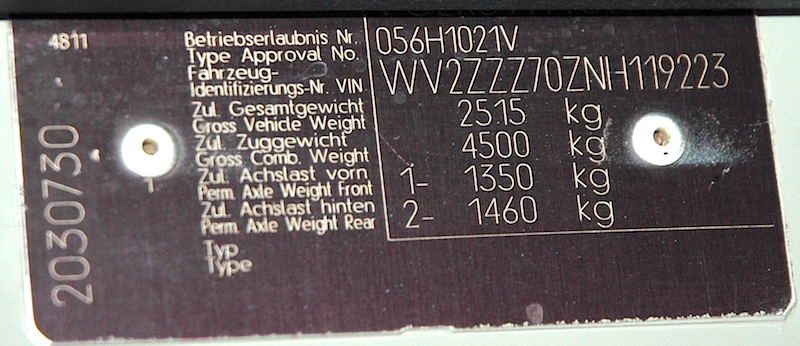 4811
Betriebserlaubnis Nr. 056H1021V
Type Approval No.
Fahrzeug-
Identifizierungs-Nr. VIN WV2ZZZ70ZNH119223
Zul. Gesamtgewicht 2515 kg
Gross Vehicle Weight
Zul. Zuggewicht 4500 kg
Gross Comb. Weight
Zul. Achslast vorn 1- 1350 kg
Perm. Axle Weight Front
Zul. Achslast hinten 2- 1460 kg
Perm. Axle Weight Rear
Typ
Type
2030730